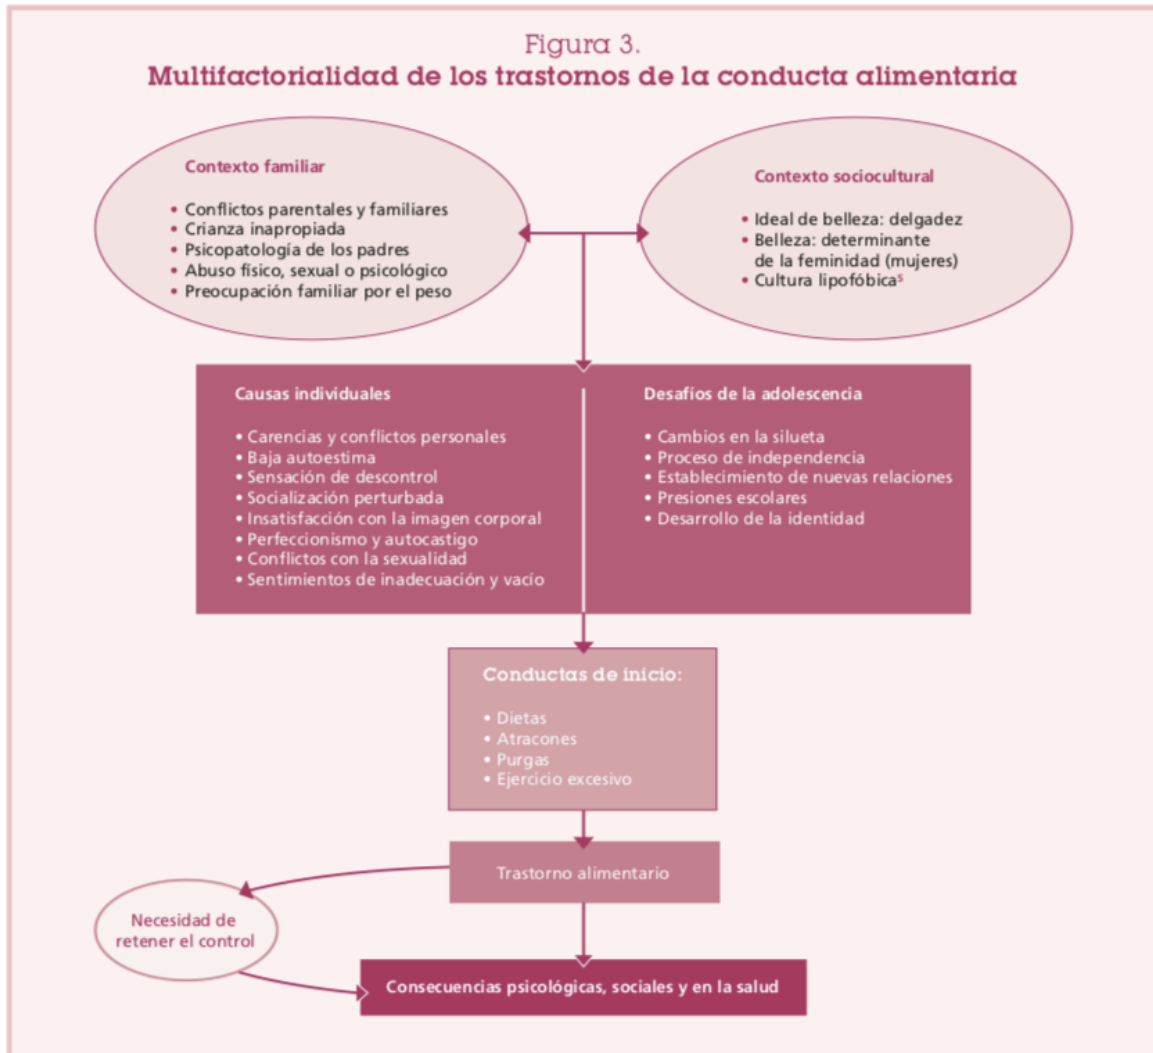 Figura 3.
Multifactorialidad de los trastornos de la conducta alimentaria
Contexto familiar
• Conflictos parentales y familiares
• Crianza inapropiada
• Psicopatología de los padres
• Abuso físico, sexual o psicológico
• Preocupación familiar por el peso
Contexto sociocultural
• Ideal de belleza: delgadez
• Belleza: determinante
de la feminidad (mujeres)
• Cultura lipofóbica⁵
Causas individuales
• Carencias y conflictos personales
• Baja autoestima
• Sensación de descontrol
• Socialización perturbada
• Insatisfacción con la imagen corporal
• Perfeccionismo y autocastigo
• Conflictos con la sexualidad
• Sentimientos de inadecuación y vacío
Desafíos de la adolescencia
• Cambios en la silueta
• Proceso de independencia
• Establecimiento de nuevas relaciones
• Presiones escolares
• Desarrollo de la identidad
Conductas de inicio:
• Dietas
• Atracones
• Purgas
• Ejercicio excesivo
Trastorno alimentario
Necesidad de
retener el control
Consecuencias psicológicas, sociales y en la salud